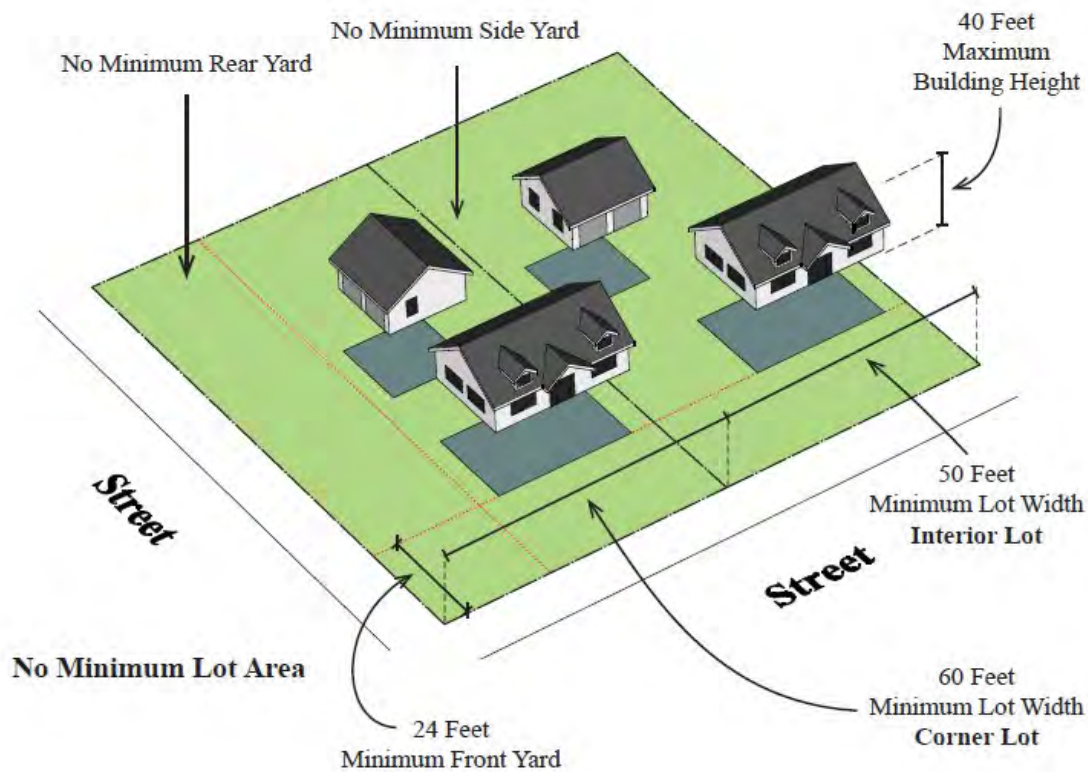 No Minimum Side Yard
No Minimum Rear Yard
40 Feet
Maximum
Building Height
Street
50 Feet
Minimum Lot Width
Interior Lot
Street
No Minimum Lot Area
24 Feet
Minimum Front Yard
60 Feet
Minimum Lot Width
Corner Lot